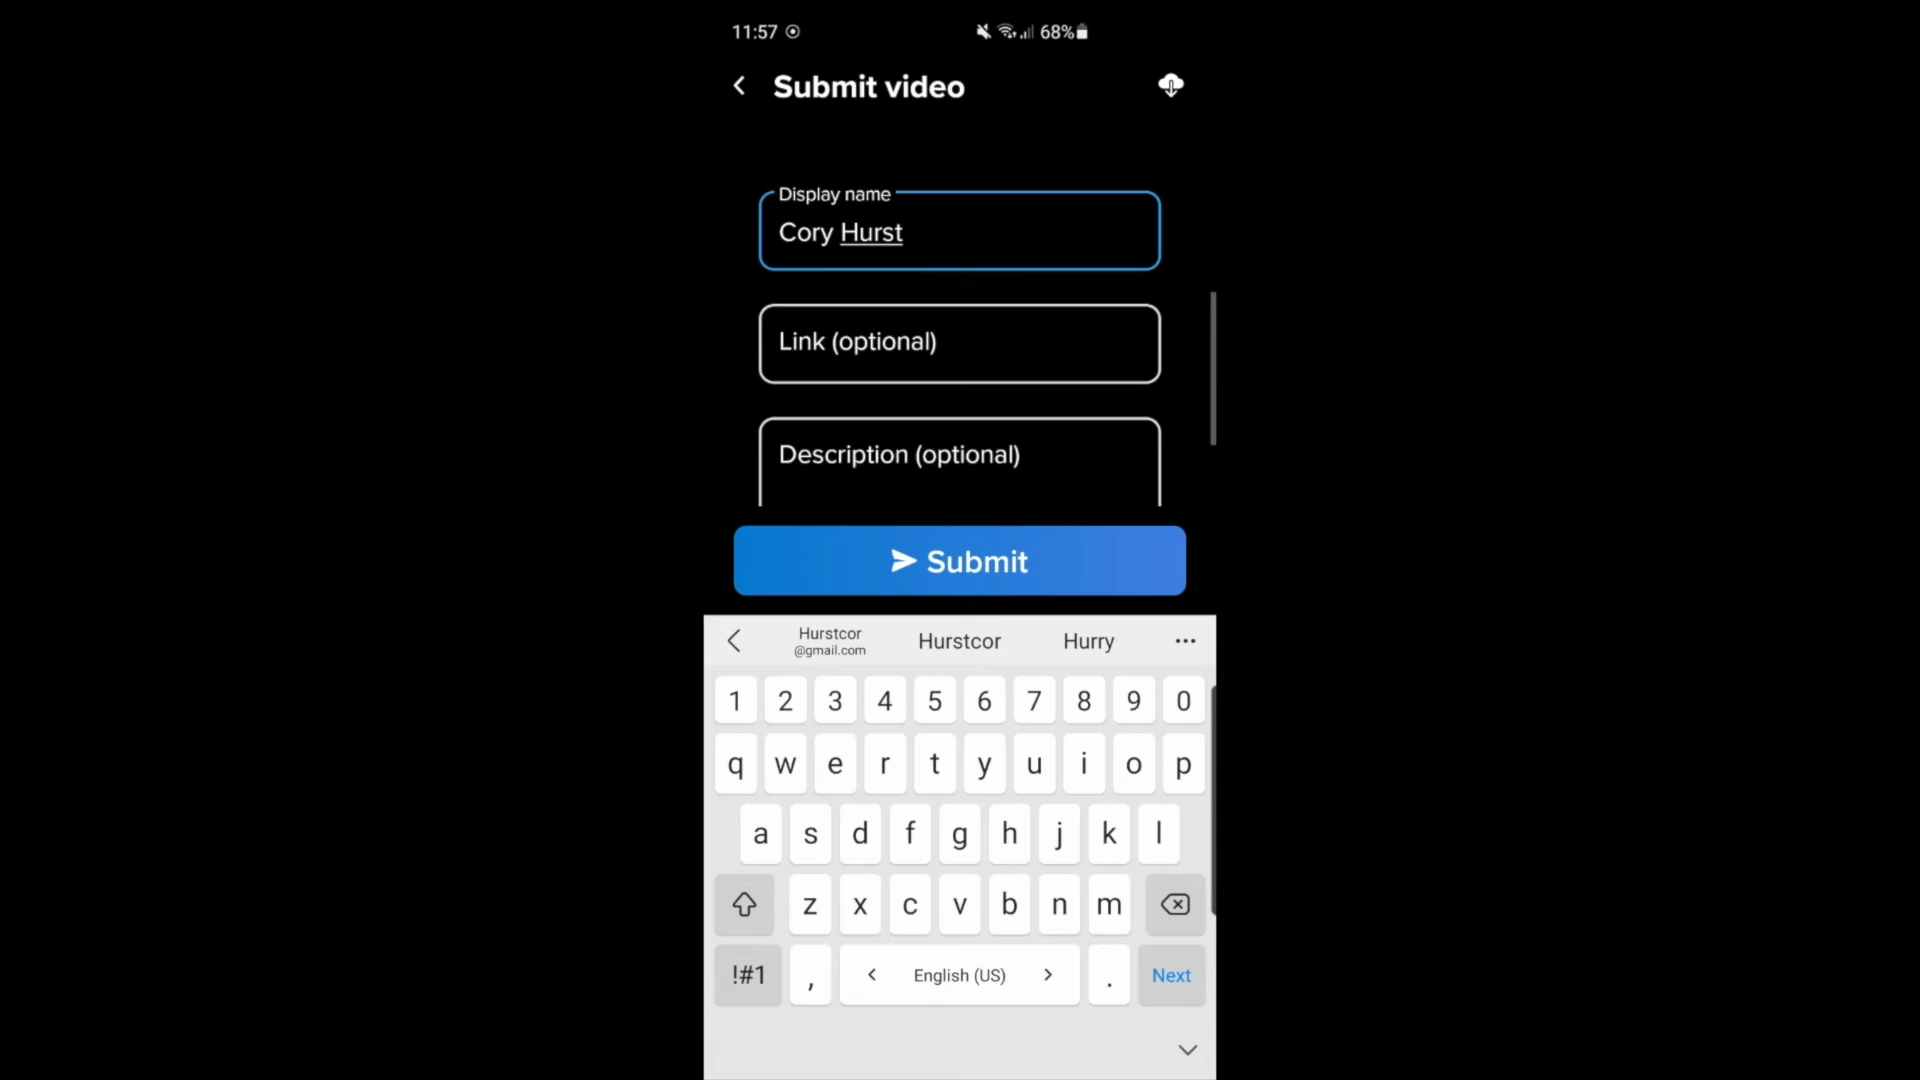 11:57 68%
Submit video
Display name
Cory Hurst
Link (optional)
Description (optional)
Submit
Hurstcor
@gmail.com
Hurstcor
Hurry
1 2 3 4 5 6 7 8 9 0
q w e r t y u i o p
a s d f g h j k l
z x c v b n m
!#1 , < English (US) > . Next